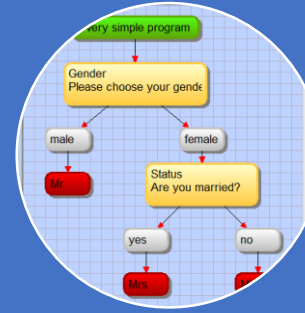 very simple program
Gender
Please choose your gende
male
female
Mr
Status
Are you married?
yes
no
Mrs